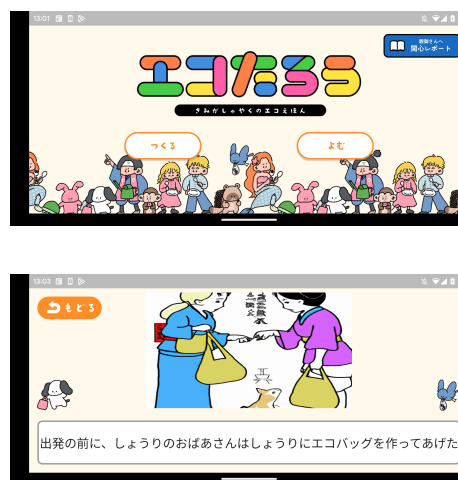 13:01
保護者さんへ
関心レポート
エコたろう
きみがしゅやくのエコえほん
つくる
よむ
13:03
もどる
出発の前に、しょうりのおばあさんはしょうりにエコバッグを作ってあげた